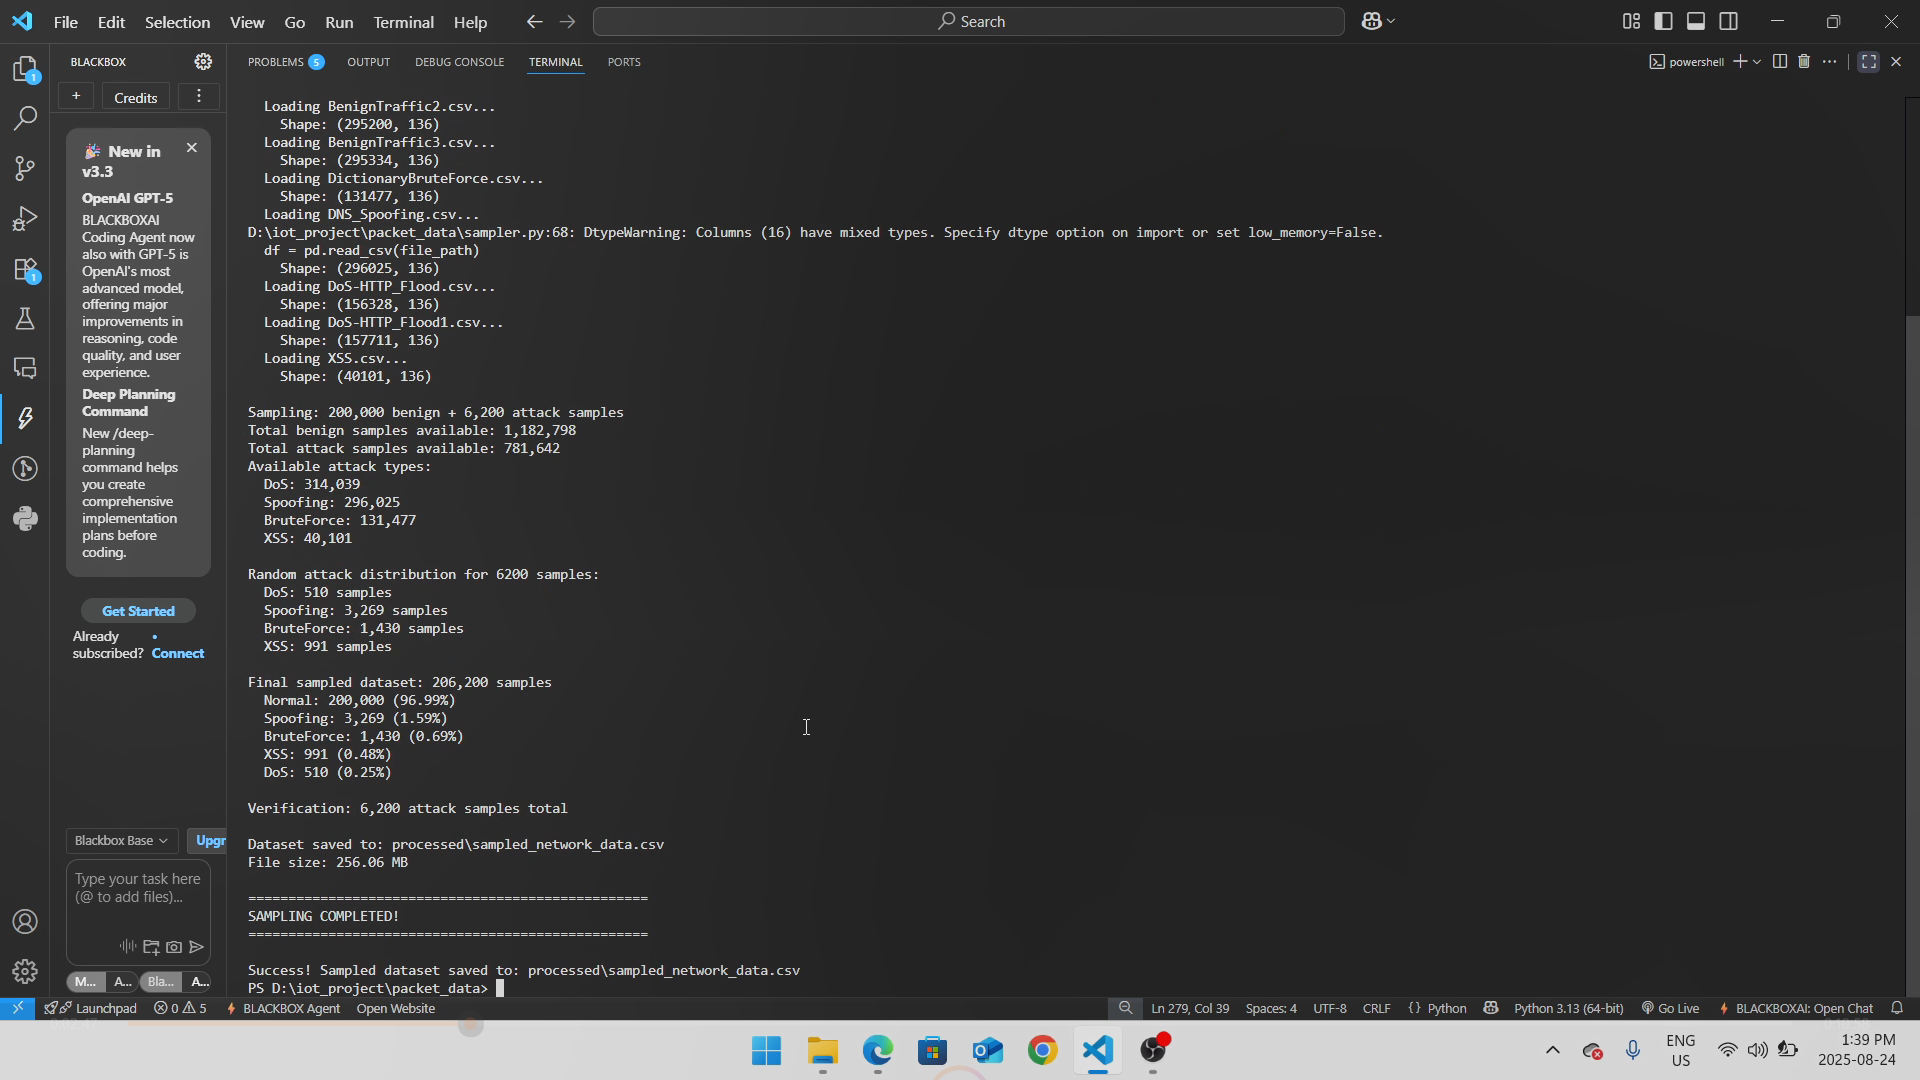 File Edit Selection View Go Run Terminal Help
Search
BLACKBOX
+ Credits
New in v3.3
OpenAI GPT-5
BLACKBOXAI
Coding Agent now
also with GPT-5 is
OpenAI's most
advanced model,
offering major
improvements in
reasoning, code
quality, and user
experience.
Deep Planning
Command
New /deep-
planning
command helps
you create
comprehensive
implementation
plans before
coding.
Get Started
Already
subscribed? Connect
Blackbox Base Upgr
Type your task here
(@ to add files)...
M... A... Bla... A...
PROBLEMS 5 OUTPUT DEBUG CONSOLE TERMINAL PORTS
powershell
Loading BenignTraffic2.csv...
Shape: (295200, 136)
Loading BenignTraffic3.csv...
Shape: (295334, 136)
Loading DictionaryBruteForce.csv...
Shape: (131477, 136)
Loading DNS_Spoofing.csv...
D:\iot_project\packet_data\sampler.py:68: DtypeWarning: Columns (16) have mixed types. Specify dtype option on import or set low_memory=False.
df = pd.read_csv(file_path)
Shape: (296025, 136)
Loading DoS-HTTP_Flood.csv...
Shape: (156328, 136)
Loading DoS-HTTP_Flood1.csv...
Shape: (157711, 136)
Loading XSS.csv...
Shape: (40101, 136)
Sampling: 200,000 benign + 6,200 attack samples
Total benign samples available: 1,182,798
Total attack samples available: 781,642
Available attack types:
DoS: 314,039
Spoofing: 296,025
BruteForce: 131,477
XSS: 40,101
Random attack distribution for 6200 samples:
DoS: 510 samples
Spoofing: 3,269 samples
BruteForce: 1,430 samples
XSS: 991 samples
Final sampled dataset: 206,200 samples
Normal: 200,000 (96.99%)
Spoofing: 3,269 (1.59%)
BruteForce: 1,430 (0.69%)
XSS: 991 (0.48%)
DoS: 510 (0.25%)
Verification: 6,200 attack samples total
Dataset saved to: processed\sampled_network_data.csv
File size: 256.06 MB
==================================================
SAMPLING COMPLETED!
==================================================
Success! Sampled dataset saved to: processed\sampled_network_data.csv
PS D:\iot_project\packet_data>
Launchpad 0 5 BLACKBOX Agent Open Website
Ln 279, Col 39 Spaces: 4 UTF-8 CRLF {} Python Python 3.13 (64-bit) Go Live BLACKBOXAI: Open Chat
ENG
US
1:39 PM
2025-08-24